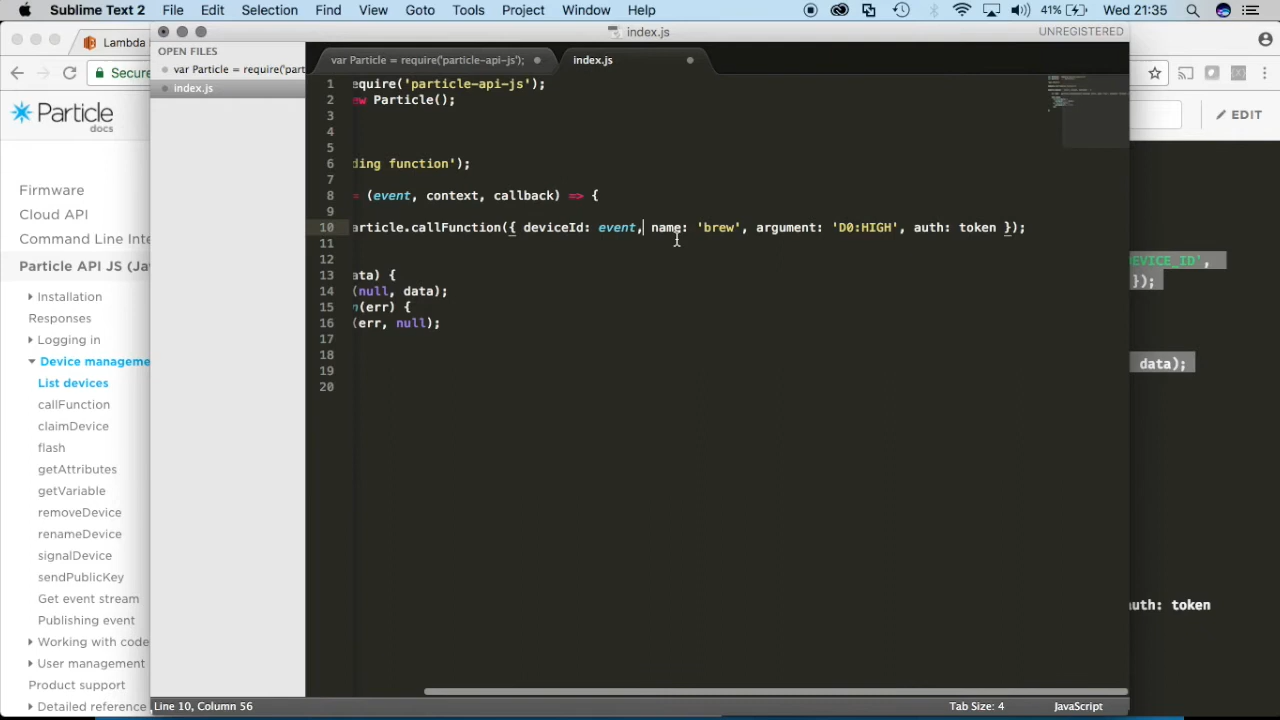 Sublime Text 2 File Edit Selection Find View Goto Tools Project Window Help 41% Wed 21:35
Lambda
index.js
UNREGISTERED
Secure
Particle
docs
EDIT
Firmware
Cloud API
Command Line Inte
Particle API JS (Ja
Installation
Responses
Logging in
Device manageme
List devices
callFunction
claimDevice
flash
getAttributes
getVariable
removeDevice
renameDevice
signalDevice
sendPublicKey
Get event stream
Publishing event
Working with code
User management
Product support
Detailed reference
OPEN FILES
var Particle = require('part
index.js
var Particle = require('particle-api-js');
index.js
1 equire('particle-api-js');
2 ew Particle();
3
4
5
6 ding function');
7
8 = (event, context, callback) => {
9
10 article.callFunction({ deviceId: event, name: 'brew', argument: 'D0:HIGH', auth: token });
11
12
13 ata) {
14 (null, data);
15 n(err) {
16 (err, null);
17
18
19
20
DEVICE_ID',
});
data);
auth: token
Line 10, Column 56
Tab Size: 4
JavaScript